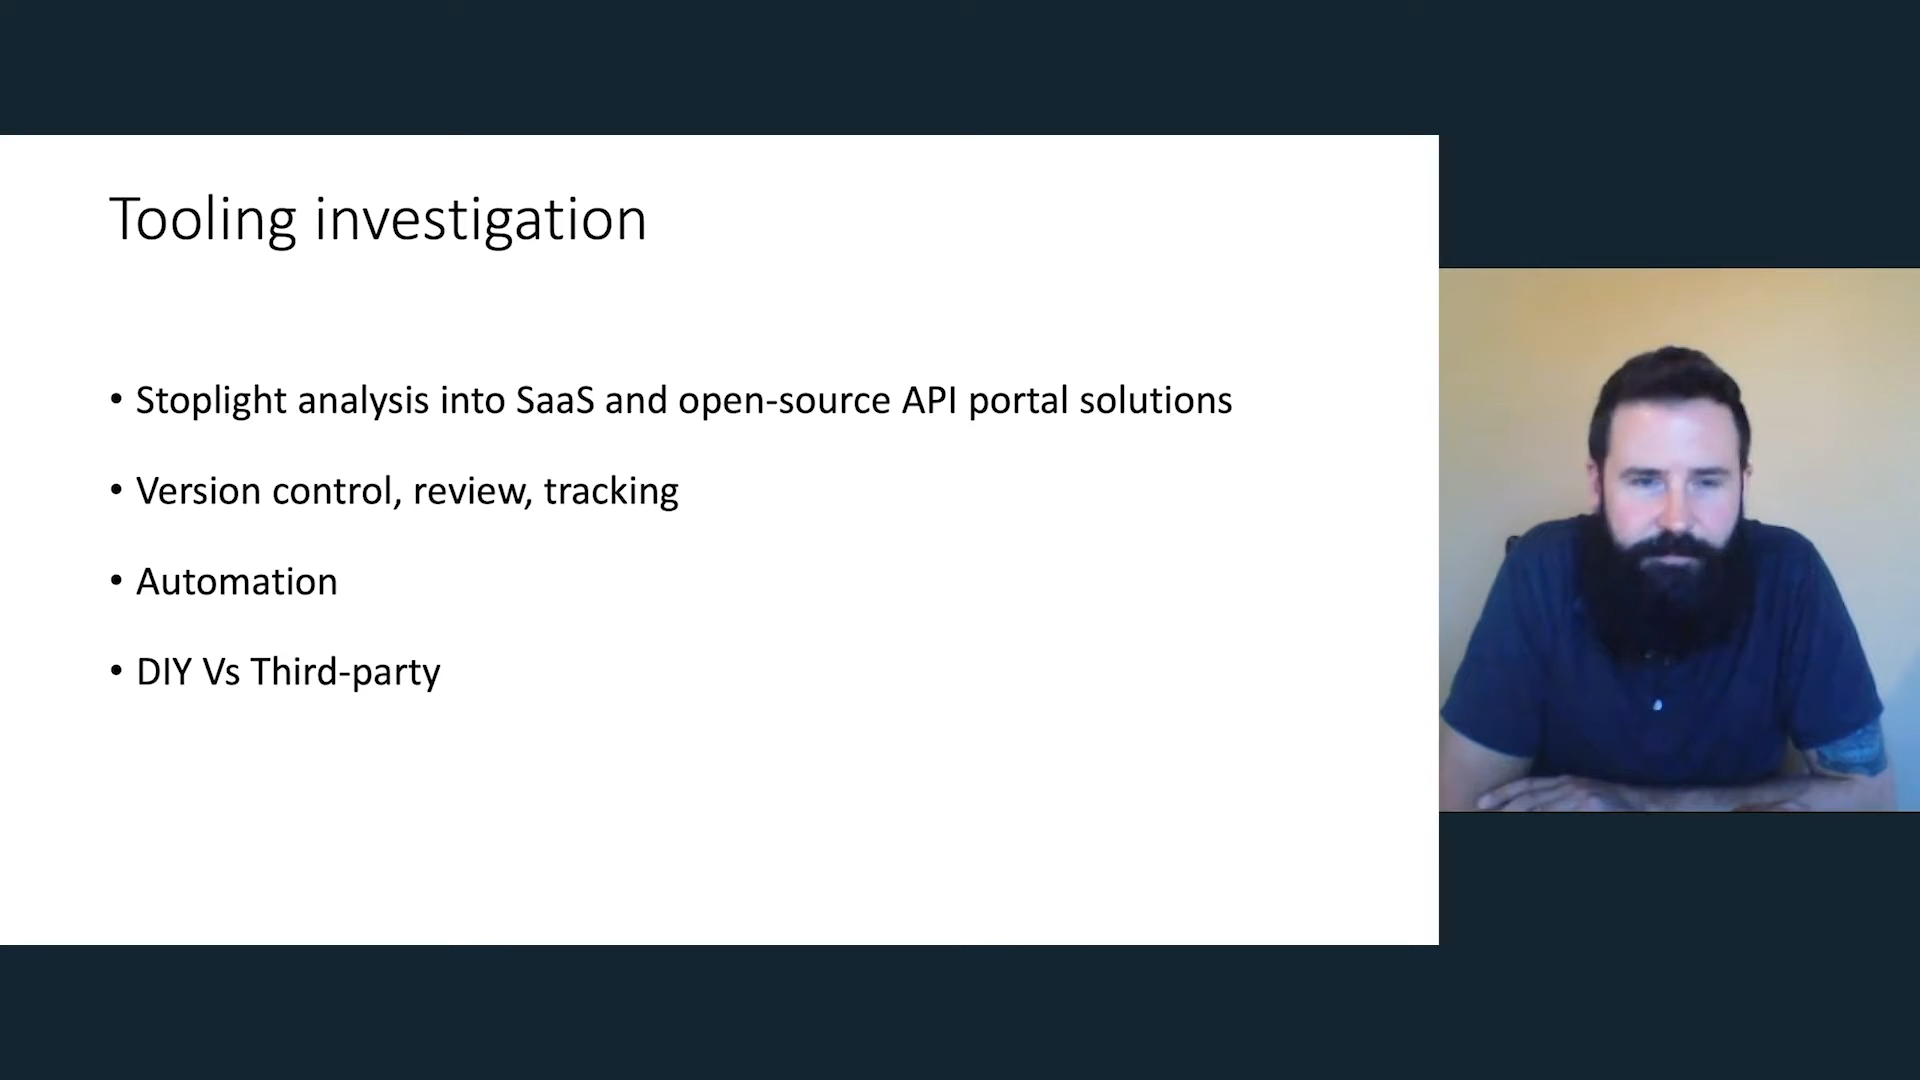 Tooling investigation
• Stoplight analysis into SaaS and open-source API portal solutions
• Version control, review, tracking
• Automation
• DIY Vs Third-party